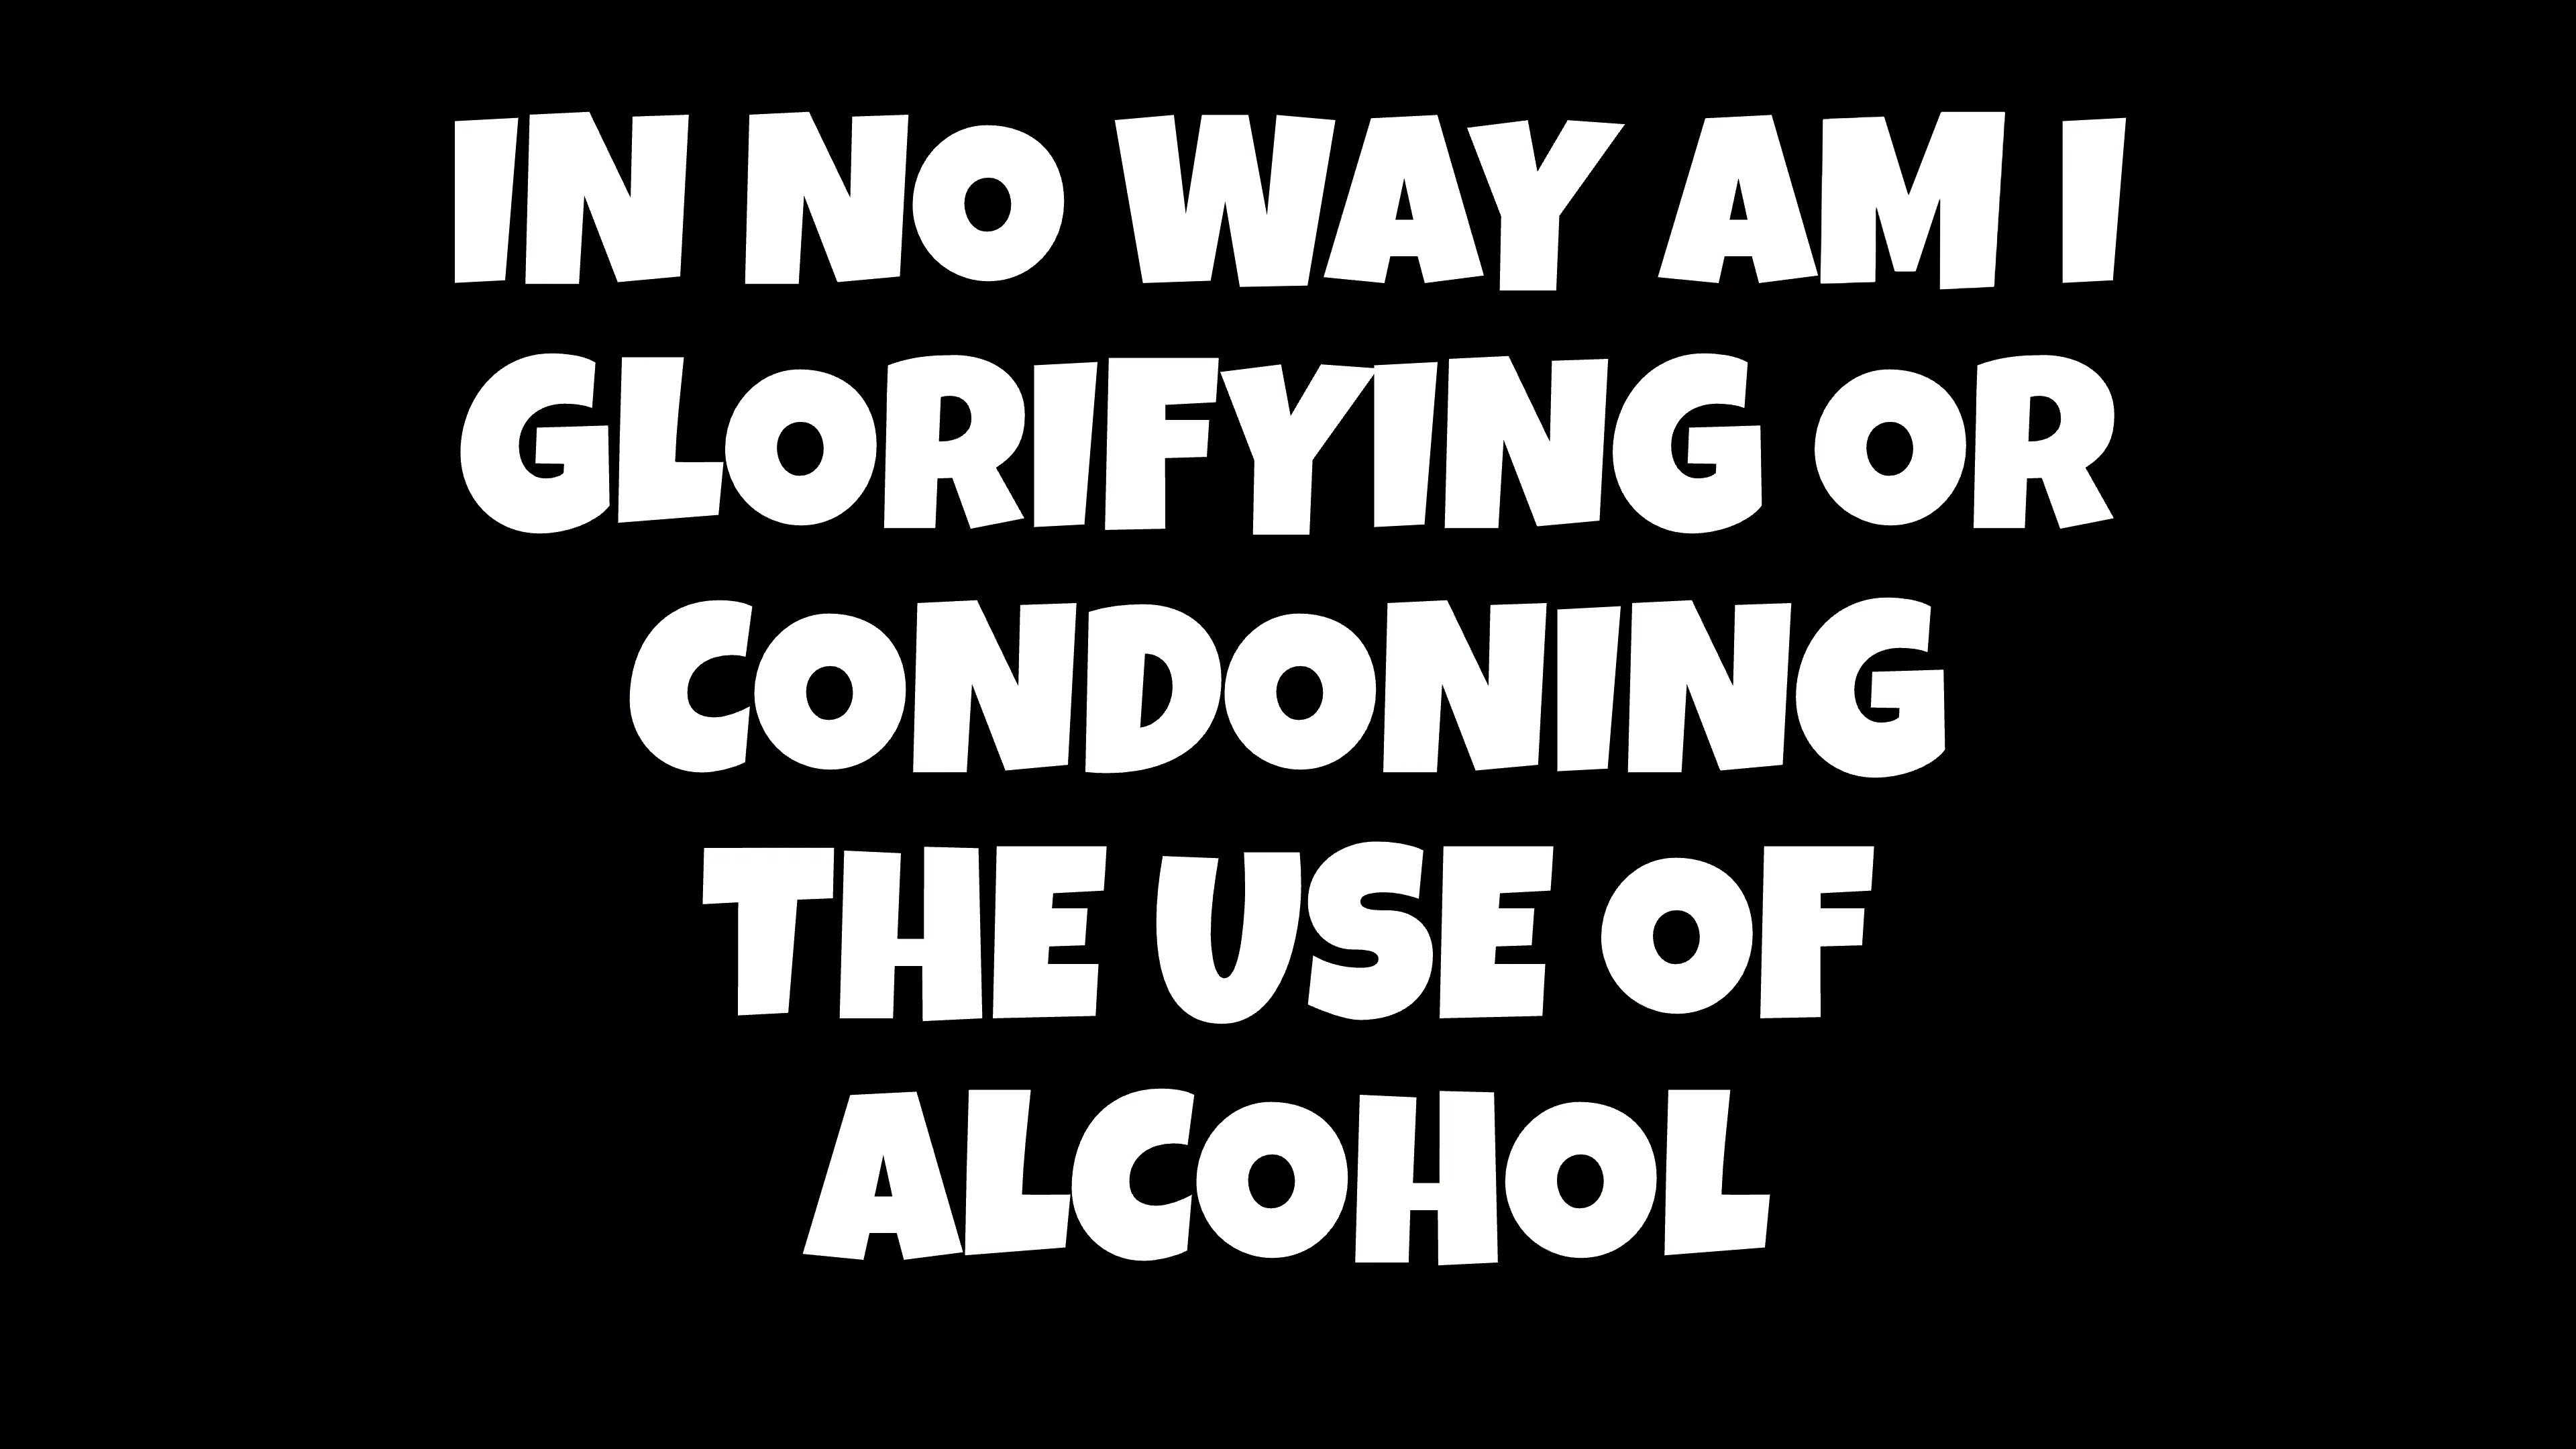 IN NO WAY AM I
GLORIFYING OR
CONDONING
THE USE OF
ALCOHOL